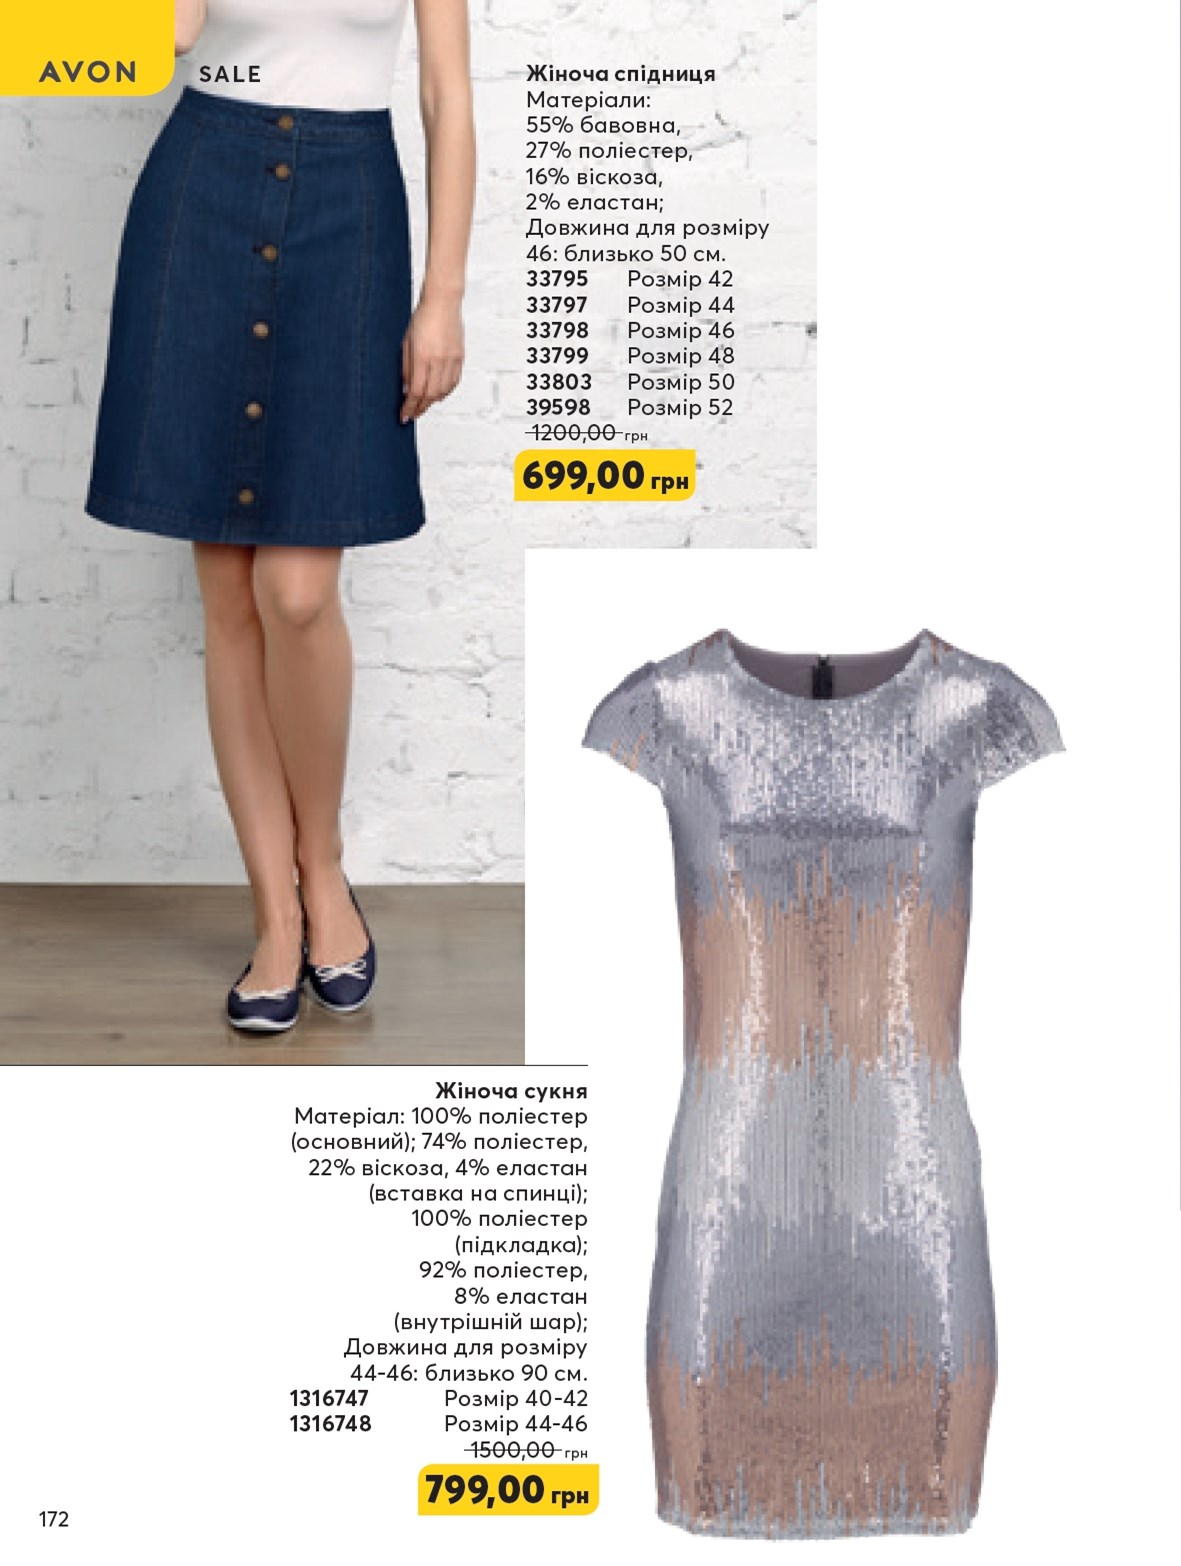 AVON
SALE
Жіноча спідниця
Матеріали:
55% бавовна,
27% поліестер,
16% віскоза,
2% еластан;
Довжина для розміру
46: близько 50 см.
33795 Розмір 42
33797 Розмір 44
33798 Розмір 46
33799 Розмір 48
33803 Розмір 50
39598 Розмір 52
1200,00 грн
699,00 грн
Жіноча сукня
Матеріал: 100% поліестер
(основний); 74% поліестер,
22% віскоза, 4% еластан
(вставка на спинці);
100% поліестер
(підкладка);
92% поліестер,
8% еластан
(внутрішній шар);
Довжина для розміру
44-46: близько 90 см.
1316747 Розмір 40-42
1316748 Розмір 44-46
1500,00 грн
799,00 грн
172